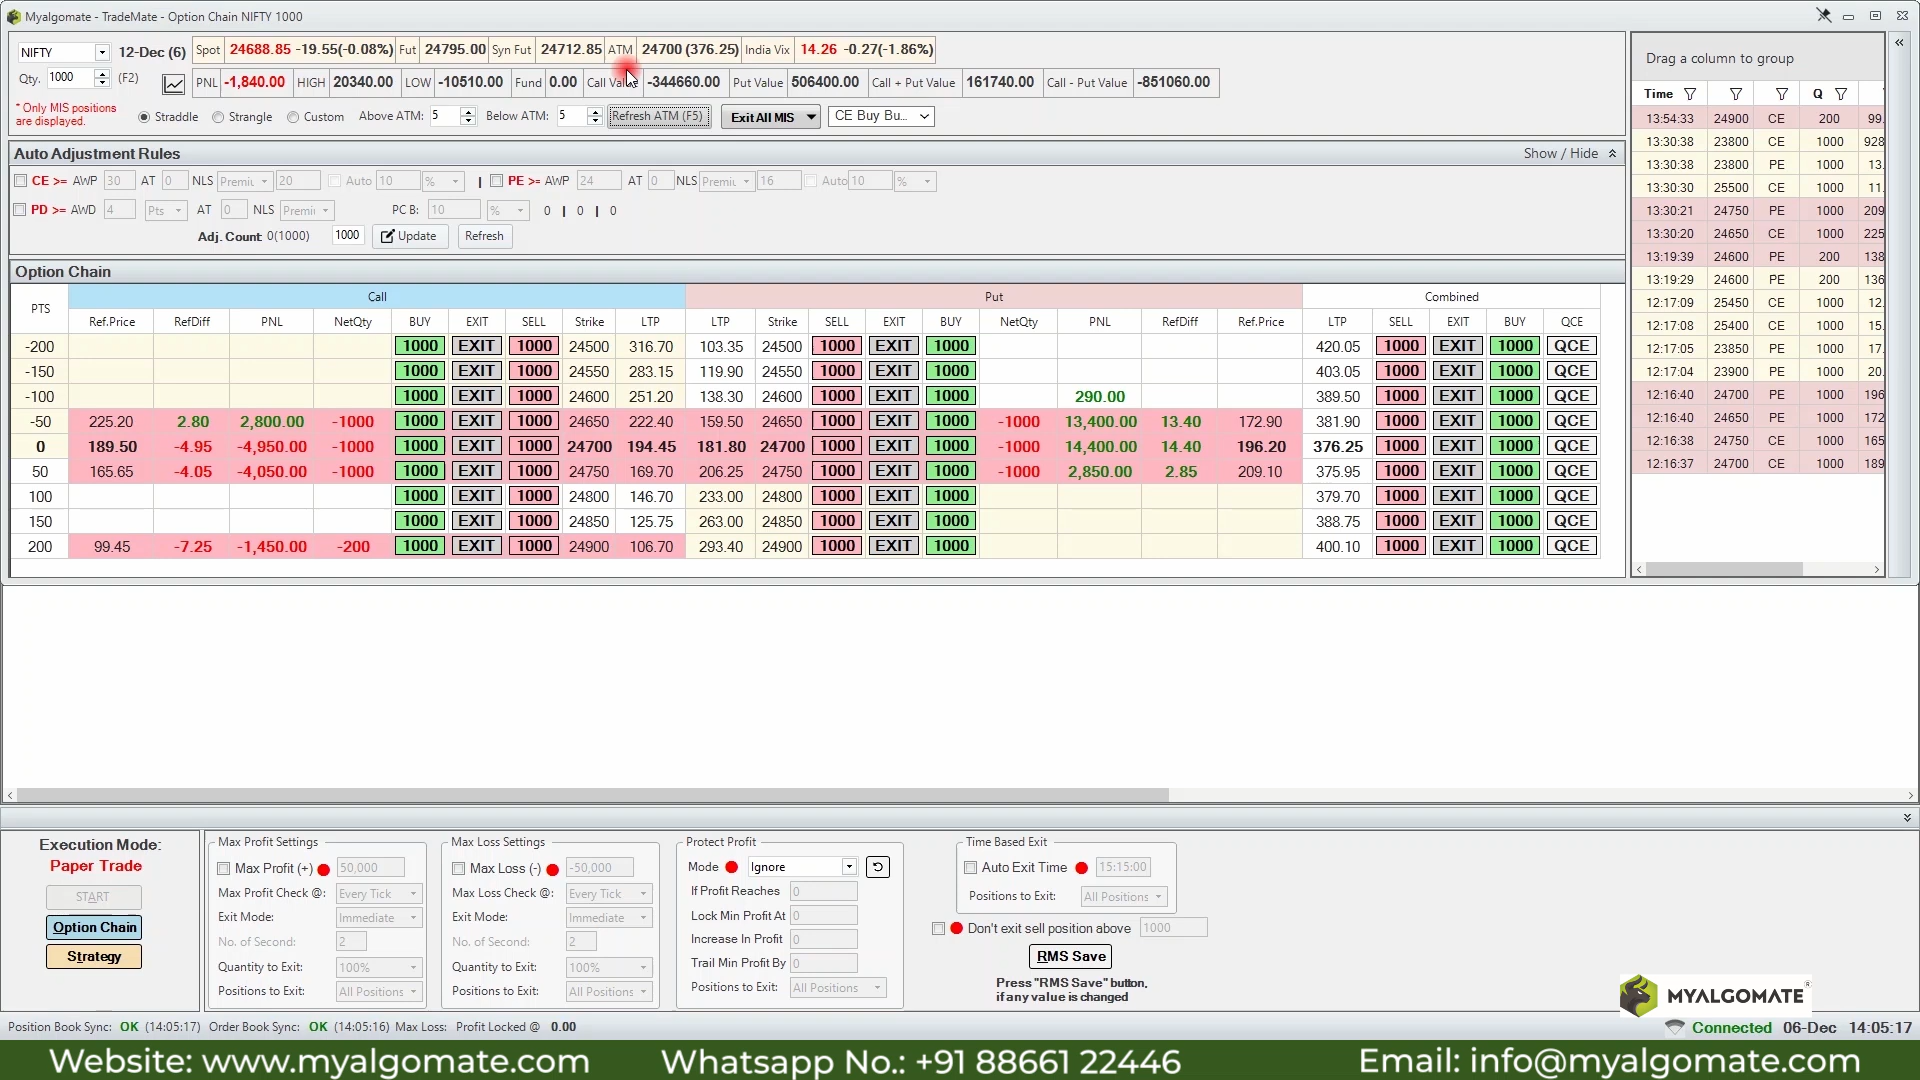 Myalgomate - TradeMate - Option Chain NIFTY 1000
NIFTY 12-Dec (6) Spot 24688.85 -19.55(-0.08%) Fut 24795.00 Syn Fut 24712.85 ATM 24700 (376.25) India Vix 14.26 -0.27(-1.86%)
Qty. 1000 (F2) PNL -1,840.00 HIGH 20340.00 LOW -10510.00 Fund 0.00 Call Value -344660.00 Put Value 506400.00 Call + Put Value 161740.00 Call - Put Value -851060.00
* Only MIS positions
are displayed.
Straddle Strangle Custom Above ATM: 5 Below ATM: 5 Refresh ATM (F5) Exit All MIS CE Buy Bu...
Auto Adjustment Rules Show / Hide
CE >= AWP 30 AT 0 NLS Premiu 20 Auto 10 % | PE >= AWP 24 AT 0 NLS Premiu 16 Auto 10 %
PD >= AWD 4 Pts AT 0 NLS Premi PC B: 10 % 0 | 0 | 0
Adj. Count 0(1000) 1000 Update Refresh
Option Chain
PTS Call Put Combined
Ref.Price RefDiff PNL NetQty BUY EXIT SELL Strike LTP LTP Strike SELL EXIT BUY NetQty PNL RefDiff Ref.Price LTP SELL EXIT BUY QCE
-200 1000 EXIT 1000 24500 316.70 103.35 24500 1000 EXIT 1000 420.05 1000 EXIT 1000 QCE
-150 1000 EXIT 1000 24550 283.15 119.90 24550 1000 EXIT 1000 403.05 1000 EXIT 1000 QCE
-100 1000 EXIT 1000 24600 251.20 138.30 24600 1000 EXIT 1000 290.00 389.50 1000 EXIT 1000 QCE
-50 225.20 2.80 2,800.00 -1000 1000 EXIT 1000 24650 222.40 159.50 24650 1000 EXIT 1000 -1000 13,400.00 13.40 172.90 381.90 1000 EXIT 1000 QCE
0 189.50 -4.95 -4,950.00 -1000 1000 EXIT 1000 24700 194.45 181.80 24700 1000 EXIT 1000 -1000 14,400.00 14.40 196.20 376.25 1000 EXIT 1000 QCE
50 165.65 -4.05 -4,050.00 -1000 1000 EXIT 1000 24750 169.70 206.25 24750 1000 EXIT 1000 -1000 2,850.00 2.85 209.10 375.95 1000 EXIT 1000 QCE
100 1000 EXIT 1000 24800 146.70 233.00 24800 1000 EXIT 1000 379.70 1000 EXIT 1000 QCE
150 1000 EXIT 1000 24850 125.75 263.00 24850 1000 EXIT 1000 388.75 1000 EXIT 1000 QCE
200 99.45 -7.25 -1,450.00 -200 1000 EXIT 1000 24900 106.70 293.40 24900 1000 EXIT 1000 400.10 1000 EXIT 1000 QCE
Drag a column to group
Time Q
13:54:33 24900 CE 200 99.
13:30:38 23800 CE 1000 928
13:30:38 23800 PE 1000 13.
13:30:30 25500 CE 1000 11.
13:30:21 24750 PE 1000 209
13:30:20 24650 CE 1000 225
13:19:39 24600 PE 200 138
13:19:29 24600 PE 200 136
12:17:09 25450 CE 1000 12.
12:17:08 25400 CE 1000 15.
12:17:05 23850 PE 1000 17.
12:17:04 23900 PE 1000 20.
12:16:40 24700 PE 1000 196
12:16:40 24650 PE 1000 172
12:16:38 24750 CE 1000 165
12:16:37 24700 CE 1000 189
Execution Mode:
Paper Trade
START
Option Chain
Strategy
Max Profit Settings
Max Profit (+) 50,000
Max Profit Check @: Every Tick
Exit Mode: Immediate
No. of Second: 2
Quantity to Exit: 100%
Positions to Exit: All Positions
Max Loss Settings
Max Loss (-) -50,000
Max Loss Check @: Every Tick
Exit Mode: Immediate
No. of Second: 2
Quantity to Exit: 100%
Positions to Exit: All Positions
Protect Profit
Mode Ignore
If Profit Reaches 0
Lock Min Profit At 0
Increase In Profit 0
Trail Min Profit By 0
Positions to Exit: All Positions
Time Based Exit
Auto Exit Time 15:15:00
Positions to Exit: All Positions
Don't exit sell position above 1000
RMS Save
Press "RMS Save" button,
if any value is changed
MYALGOMATE®
Position Book Sync: OK (14:05:17) Order Book Sync: OK (14:05:16) Max Loss: Profit Locked @ 0.00 Connected 06-Dec 14:05:17
Website: www.myalgomate.com Whatsapp No.: +91 88661 22446 Email: info@myalgomate.com